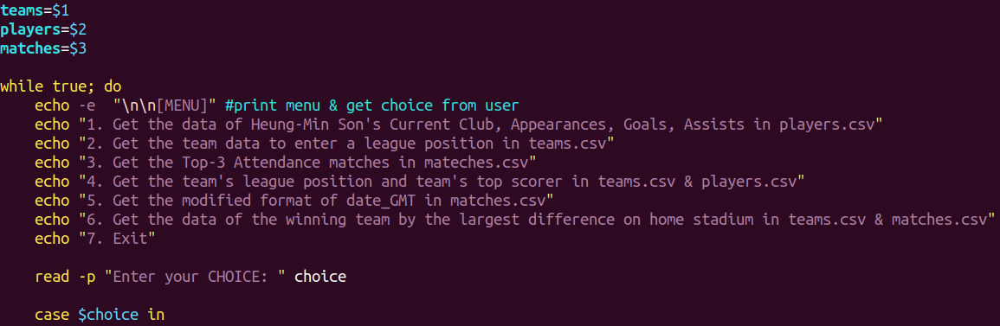 teams=$1
players=$2
matches=$3
while true; do
    echo -e  "\n\n[MENU]" #print menu & get choice from user
    echo "1. Get the data of Heung-Min Son's Current Club, Appearances, Goals, Assists in players.csv"
    echo "2. Get the team data to enter a league position in teams.csv"
    echo "3. Get the Top-3 Attendance matches in mateches.csv"
    echo "4. Get the team's league position and team's top scorer in teams.csv & players.csv"
    echo "5. Get the modified format of date_GMT in matches.csv"
    echo "6. Get the data of the winning team by the largest difference on home stadium in teams.csv & matches.csv"
    echo "7. Exit"
    read -p "Enter your CHOICE: " choice
    case $choice in